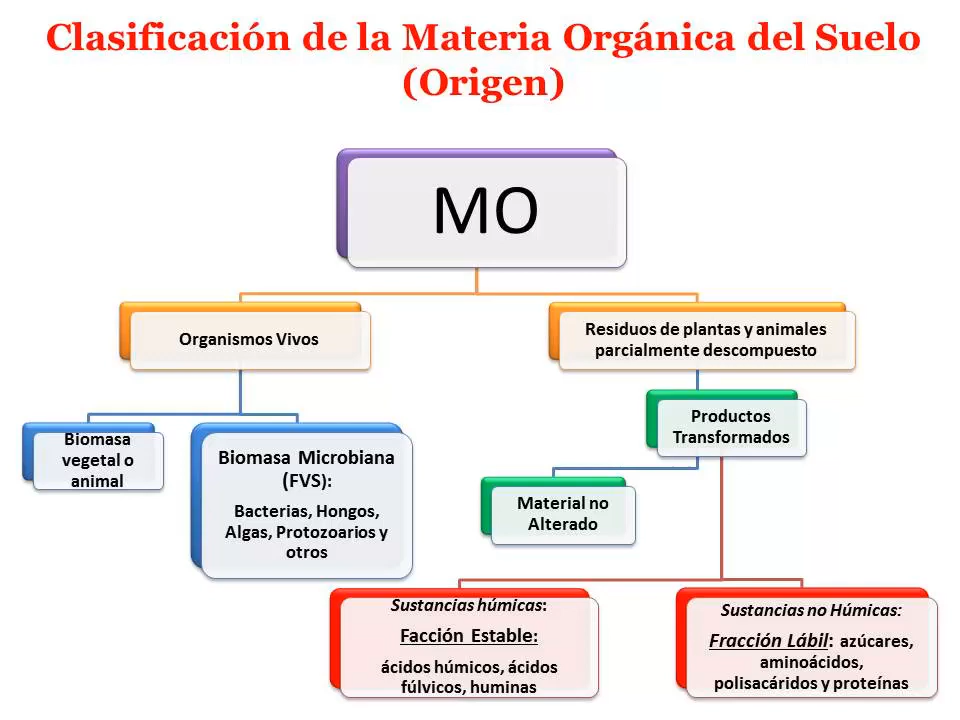 Clasificación de la Materia Orgánica del Suelo
(Origen)
MO
Organismos Vivos
Residuos de plantas y animales
parcialmente descompuesto
Biomasa
vegetal o
animal
Biomasa Microbiana
(FVS):
Bacterias, Hongos,
Algas, Protozoarios y
otros
Productos
Transformados
Material no
Alterado
Sustancias húmicas:
Facción Estable:
ácidos húmicos, ácidos
fúlvicos, huminas
Sustancias no Húmicas:
Fracción Lábil: azúcares,
aminoácidos,
polisacáridos y proteínas